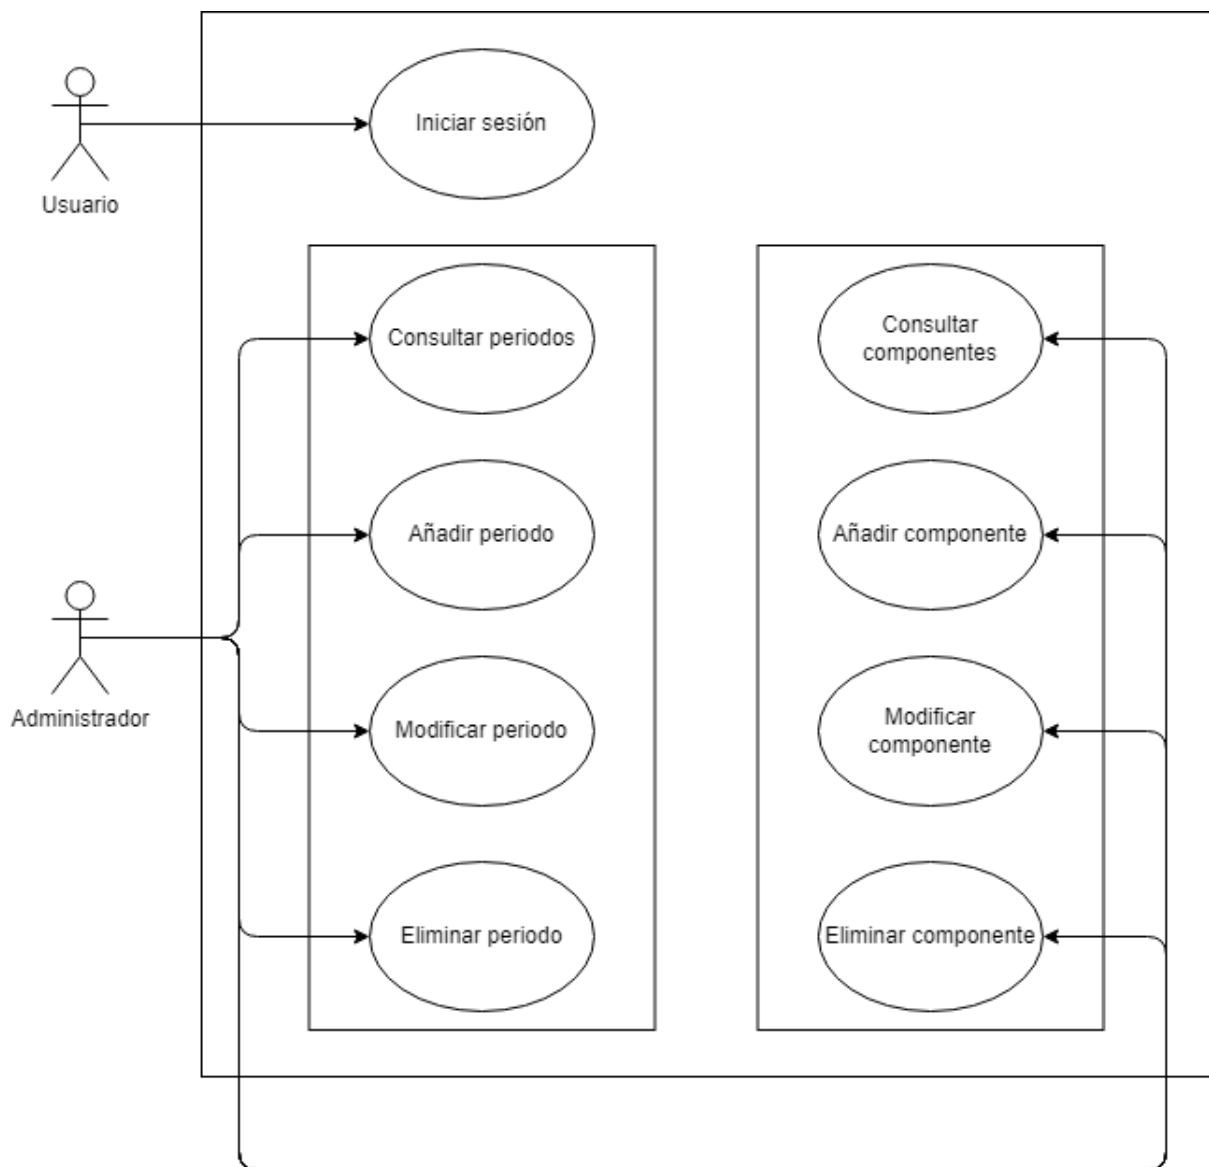 Iniciar sesión
Usuario
Consultar periodos
Consultar
componentes
Añadir periodo
Añadir componente
Administrador
Modificar periodo
Modificar
componente
Eliminar periodo
Eliminar componente